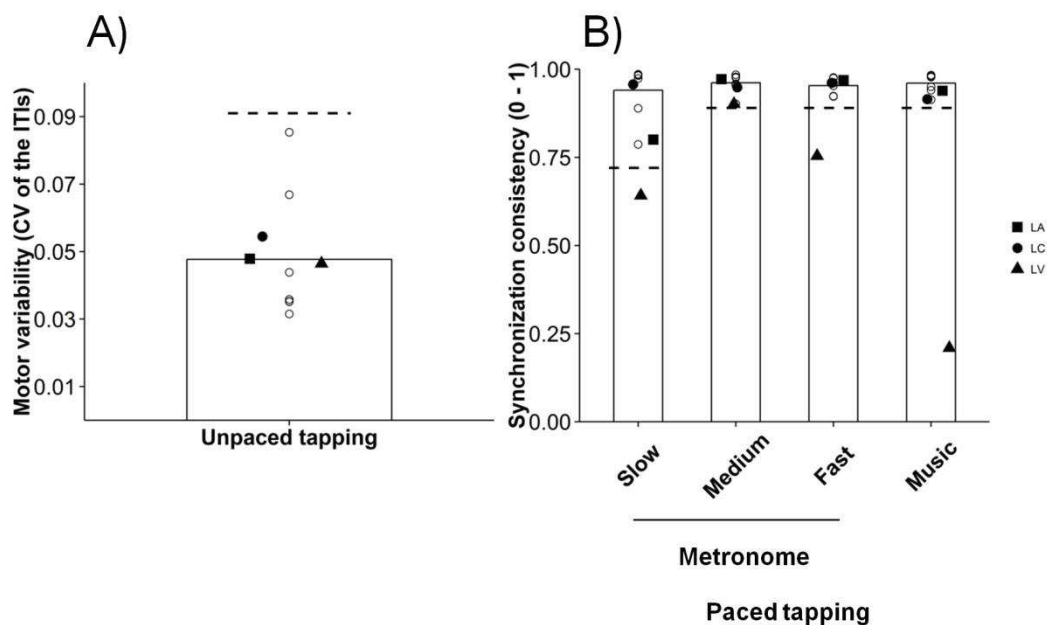 A)
Motor variability (CV of the ITIs)
0.09
0.07
0.05
0.03
0.01
Unpaced tapping
B)
Synchronization consistency (0 - 1)
1.00
0.75
0.50
0.25
0.00
Slow
Medium
Fast
Music
Metronome
Paced tapping
LA
LC
LV